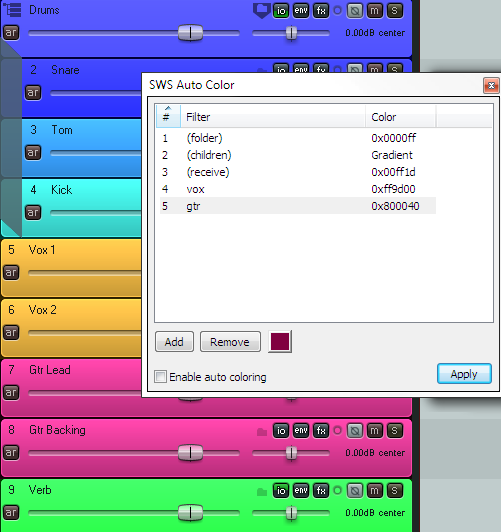 Drums
io env fx m S
ar
0.00dB center
2 Snare
io env fx m S
ar
SWS Auto Color
# Filter Color
1 (folder) 0x0000ff
2 (children) Gradient
3 (receive) 0x00ff1d
4 vox 0xff9d00
5 gtr 0x800040
Add Remove
Enable auto coloring
Apply
3 Tom
ar
4 Kick
ar
5 Vox 1
ar
6 Vox 2
ar
7 Gtr Lead
ar
8 Gtr Backing
io env fx m S
ar
0.00dB center
9 Verb
io env fx m S
ar
0.00dB center